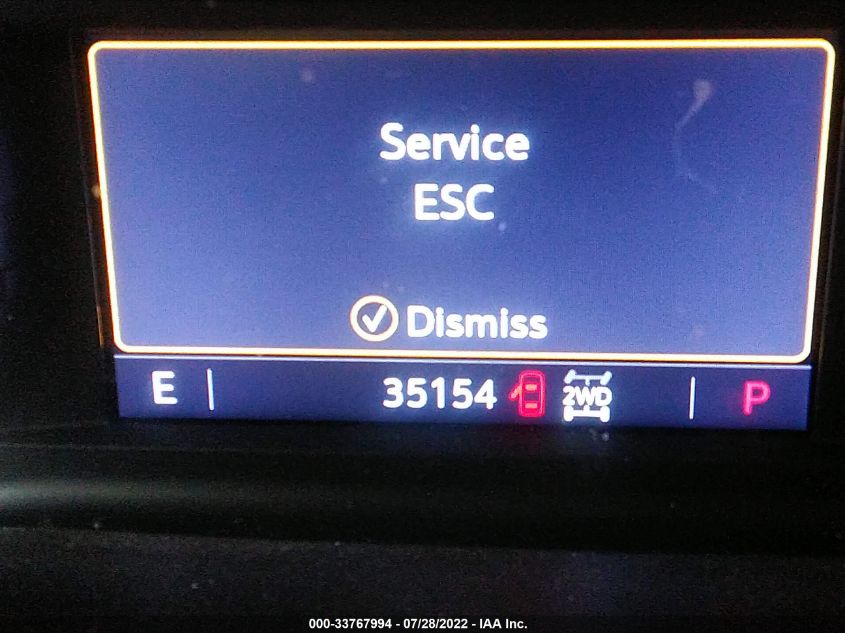 Service
ESC
Dismiss
E 35154 2WD P
000-33767994 - 07/28/2022 - IAA Inc.